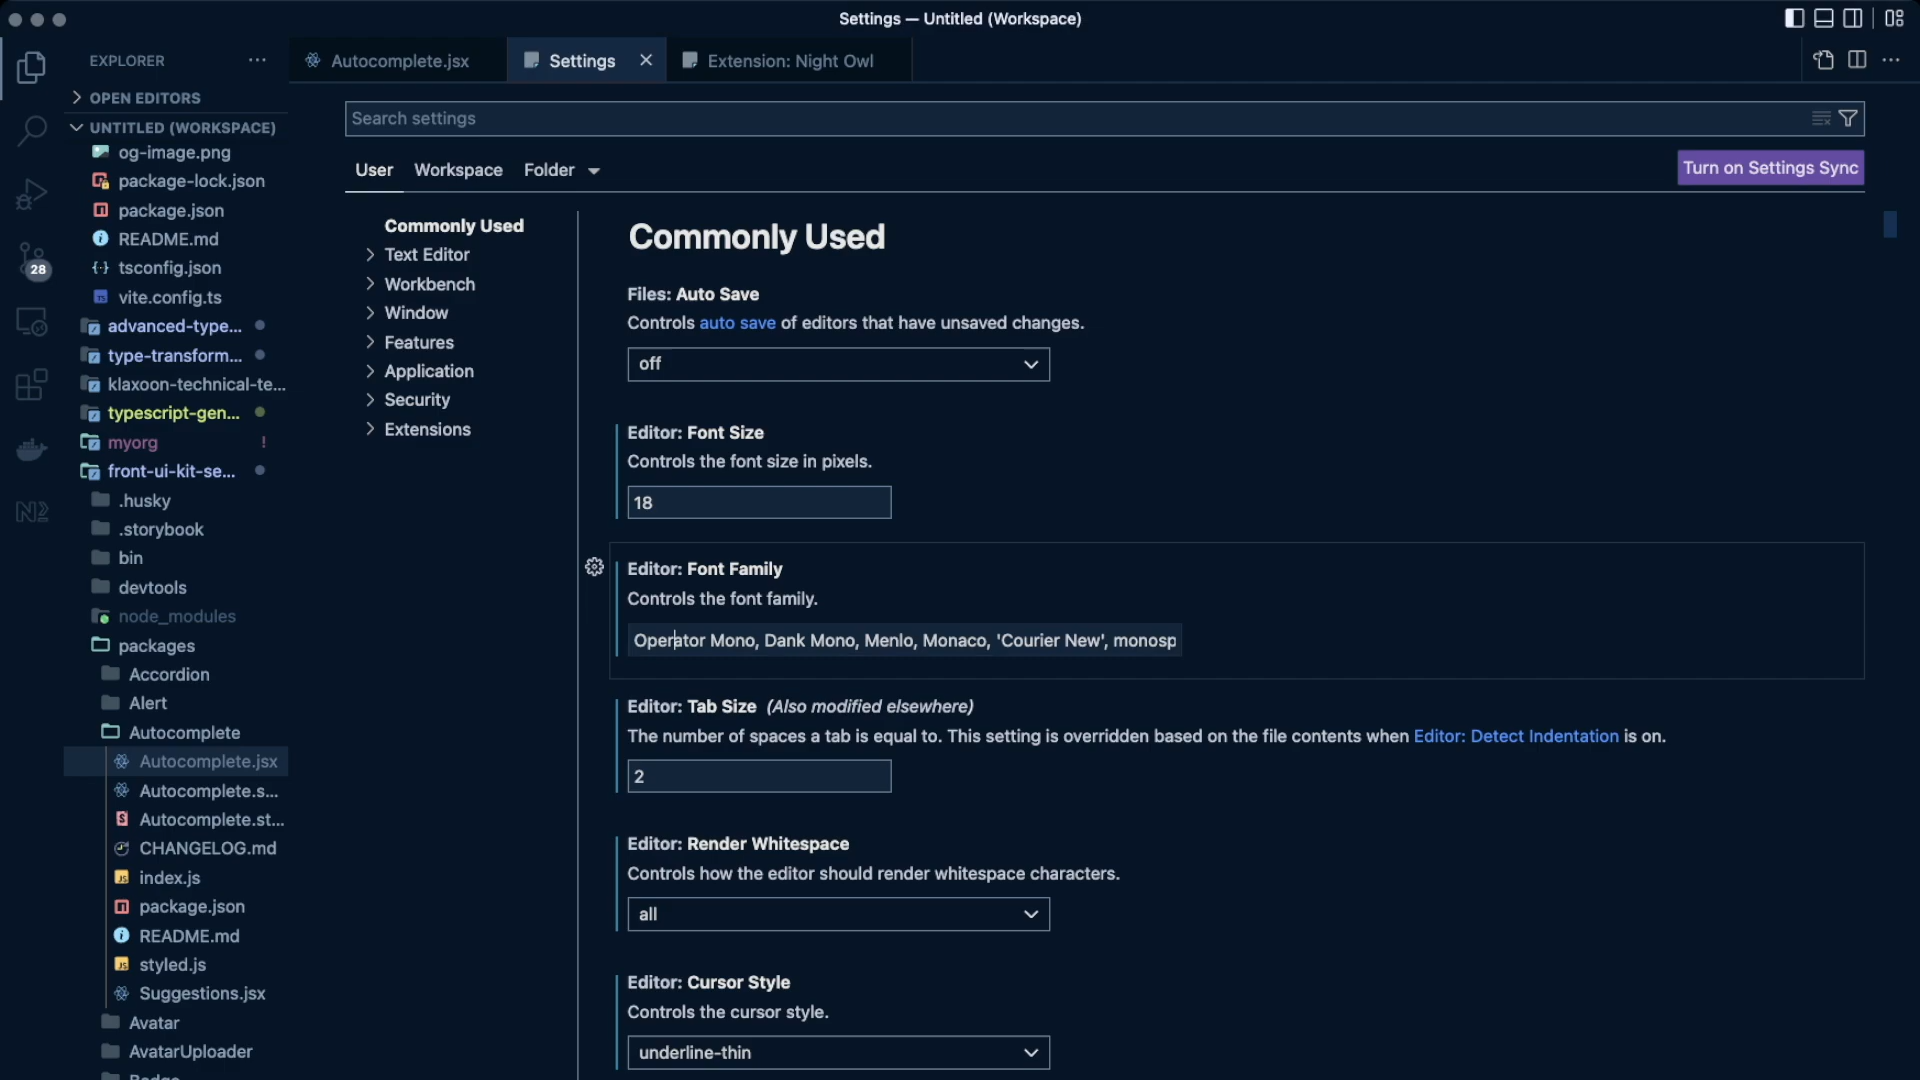 Settings — Untitled (Workspace)
EXPLORER
Autocomplete.jsx
Settings
Extension: Night Owl
OPEN EDITORS
UNTITLED (WORKSPACE)
og-image.png
package-lock.json
package.json
README.md
tsconfig.json
vite.config.ts
advanced-type...
type-transform...
klaxoon-technical-te...
typescript-gen...
myorg !
front-ui-kit-se...
.husky
.storybook
bin
devtools
node_modules
packages
Accordion
Alert
Autocomplete
Autocomplete.jsx
Autocomplete.s...
Autocomplete.st...
CHANGELOG.md
index.js
package.json
README.md
styled.js
Suggestions.jsx
Avatar
AvatarUploader
28
Search settings
User Workspace Folder
Turn on Settings Sync
Commonly Used
Text Editor
Workbench
Window
Features
Application
Security
Extensions
Commonly Used
Files: Auto Save
Controls auto save of editors that have unsaved changes.
off
Editor: Font Size
Controls the font size in pixels.
18
Editor: Font Family
Controls the font family.
Operator Mono, Dank Mono, Menlo, Monaco, 'Courier New', monosp
Editor: Tab Size (Also modified elsewhere)
The number of spaces a tab is equal to. This setting is overridden based on the file contents when Editor: Detect Indentation is on.
2
Editor: Render Whitespace
Controls how the editor should render whitespace characters.
all
Editor: Cursor Style
Controls the cursor style.
underline-thin